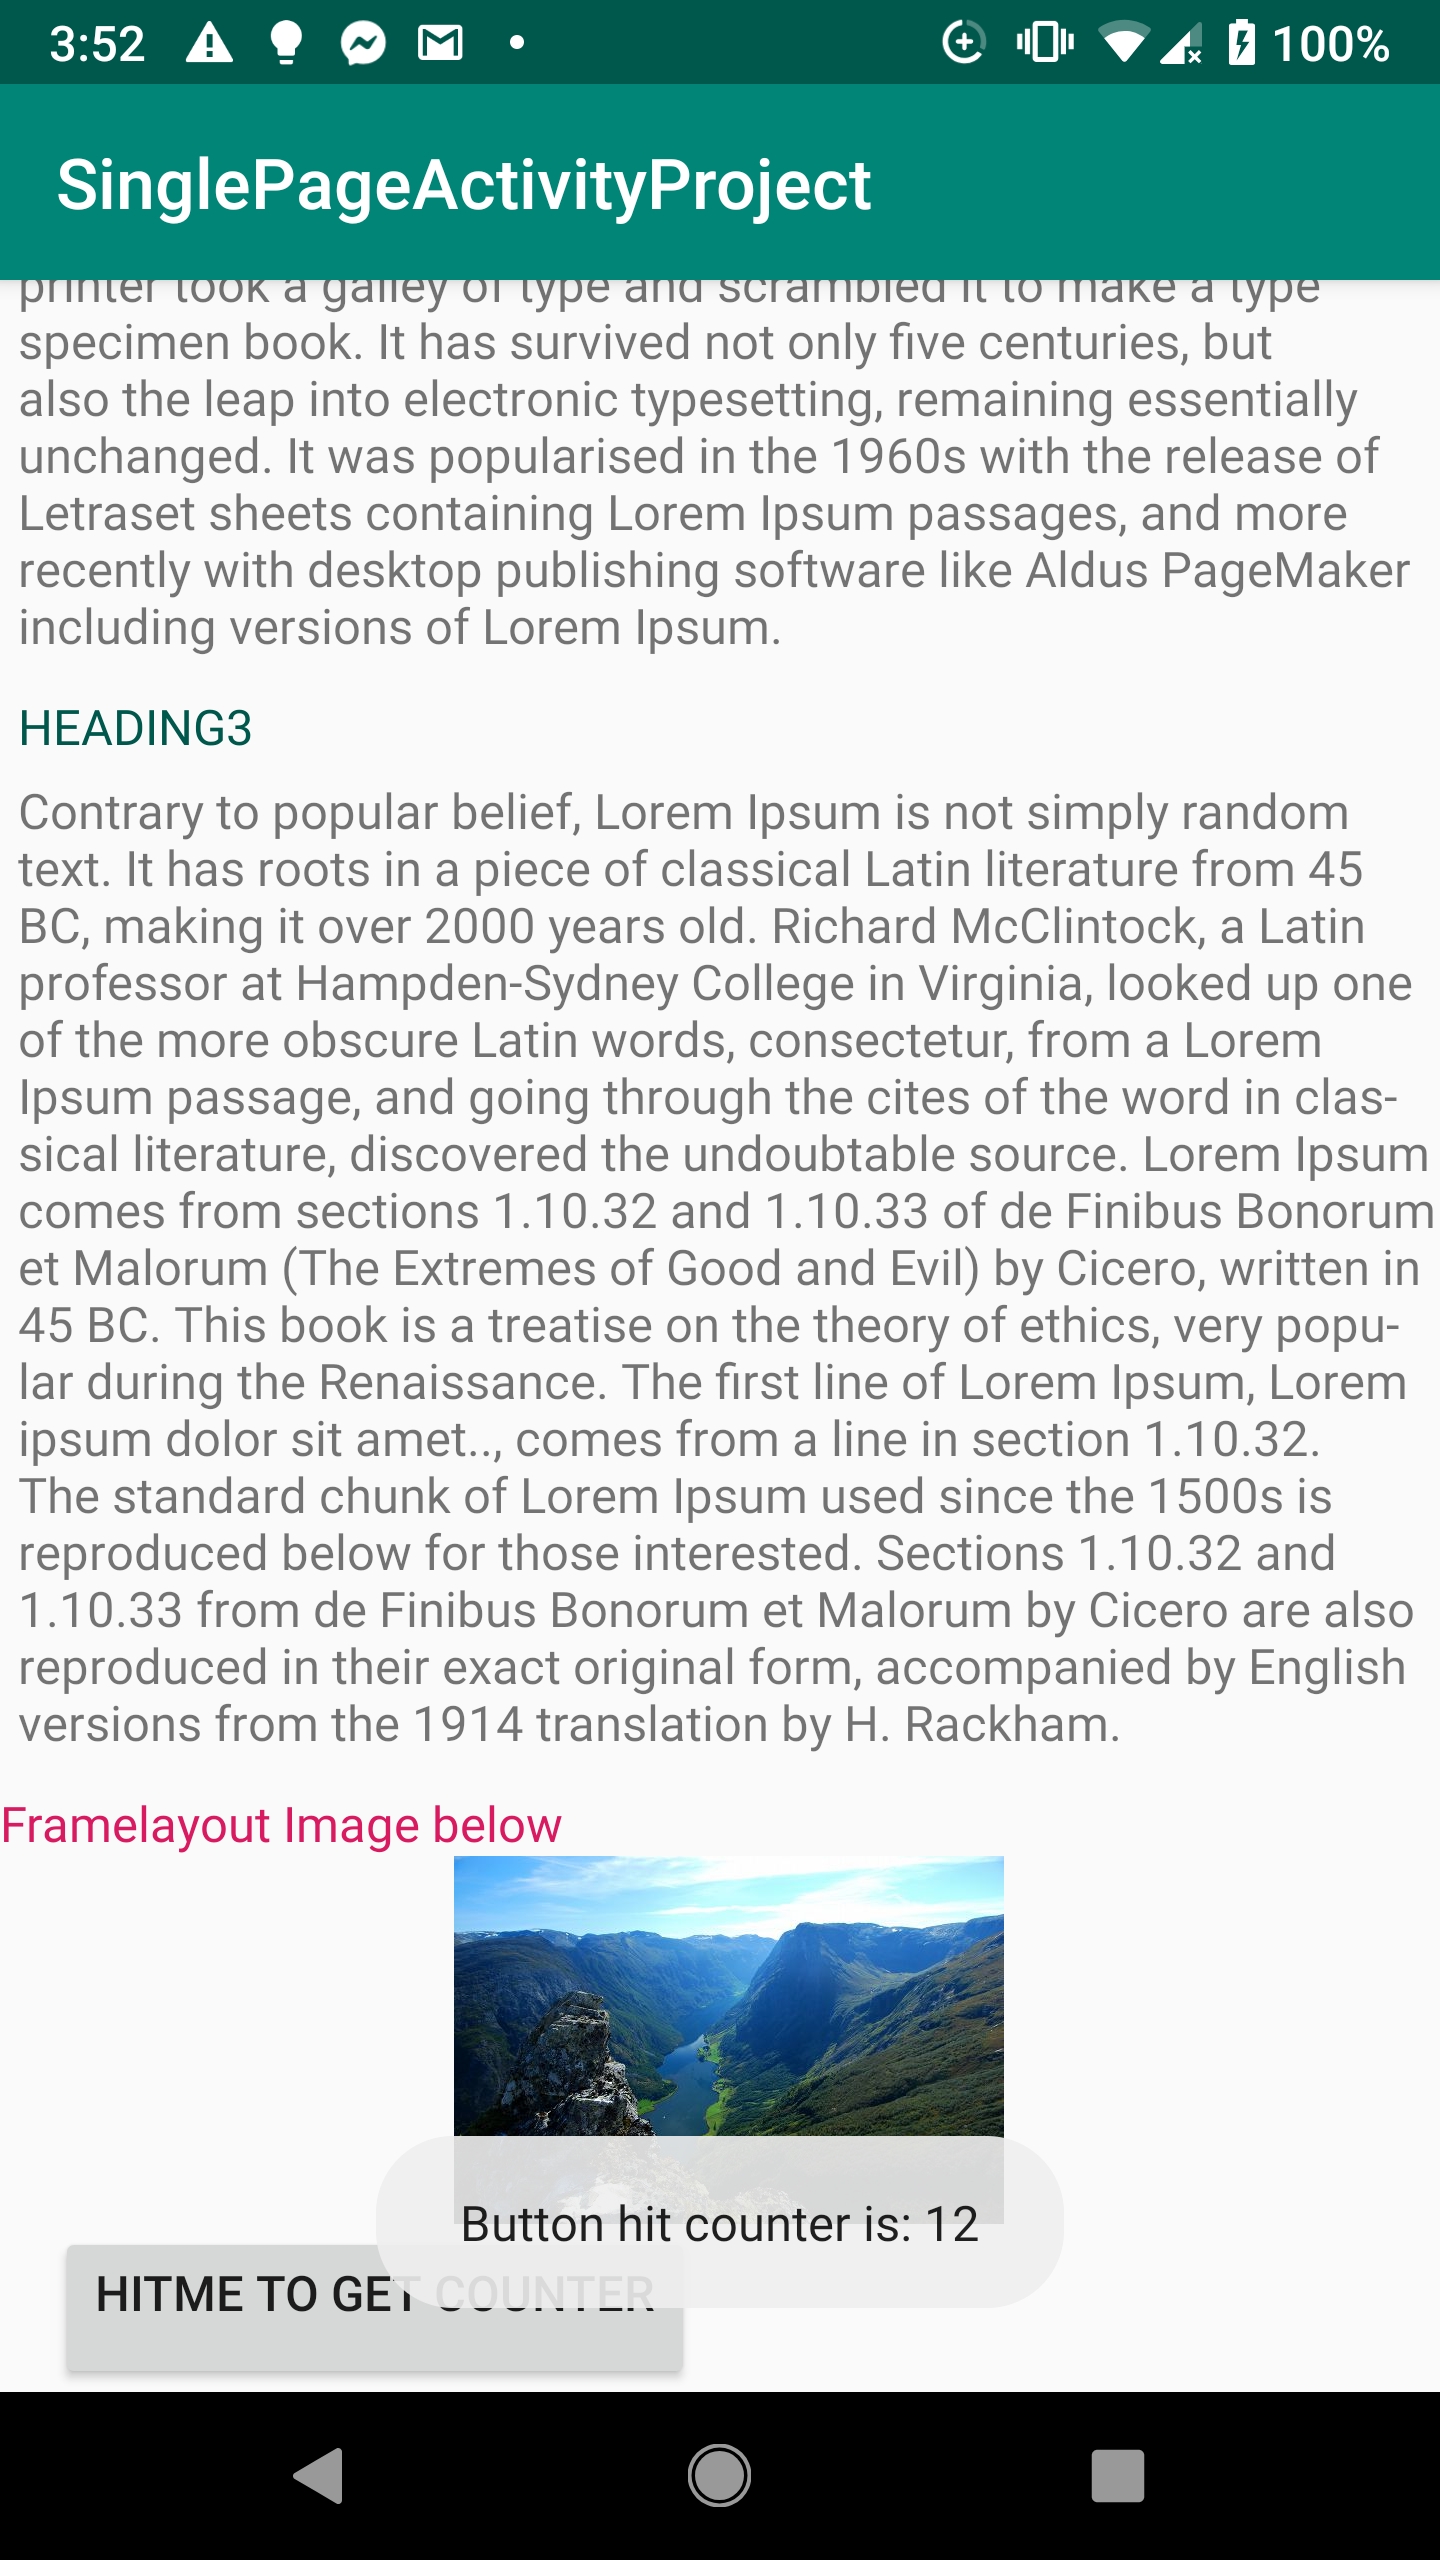 3:52
100%
SinglePageActivityProject
printer took a galley of type and scrambled it to make a type
specimen book. It has survived not only five centuries, but
also the leap into electronic typesetting, remaining essentially
unchanged. It was popularised in the 1960s with the release of
Letraset sheets containing Lorem Ipsum passages, and more
recently with desktop publishing software like Aldus PageMaker
including versions of Lorem Ipsum.
HEADING3
Contrary to popular belief, Lorem Ipsum is not simply random
text. It has roots in a piece of classical Latin literature from 45
BC, making it over 2000 years old. Richard McClintock, a Latin
professor at Hampden-Sydney College in Virginia, looked up one
of the more obscure Latin words, consectetur, from a Lorem
Ipsum passage, and going through the cites of the word in clas-
sical literature, discovered the undoubtable source. Lorem Ipsum
comes from sections 1.10.32 and 1.10.33 of de Finibus Bonorum
et Malorum (The Extremes of Good and Evil) by Cicero, written in
45 BC. This book is a treatise on the theory of ethics, very popu-
lar during the Renaissance. The first line of Lorem Ipsum, Lorem
ipsum dolor sit amet.., comes from a line in section 1.10.32.
The standard chunk of Lorem Ipsum used since the 1500s is
reproduced below for those interested. Sections 1.10.32 and
1.10.33 from de Finibus Bonorum et Malorum by Cicero are also
reproduced in their exact original form, accompanied by English
versions from the 1914 translation by H. Rackham.
Framelayout Image below
Button hit counter is: 12
HITME TO GET COUNTER